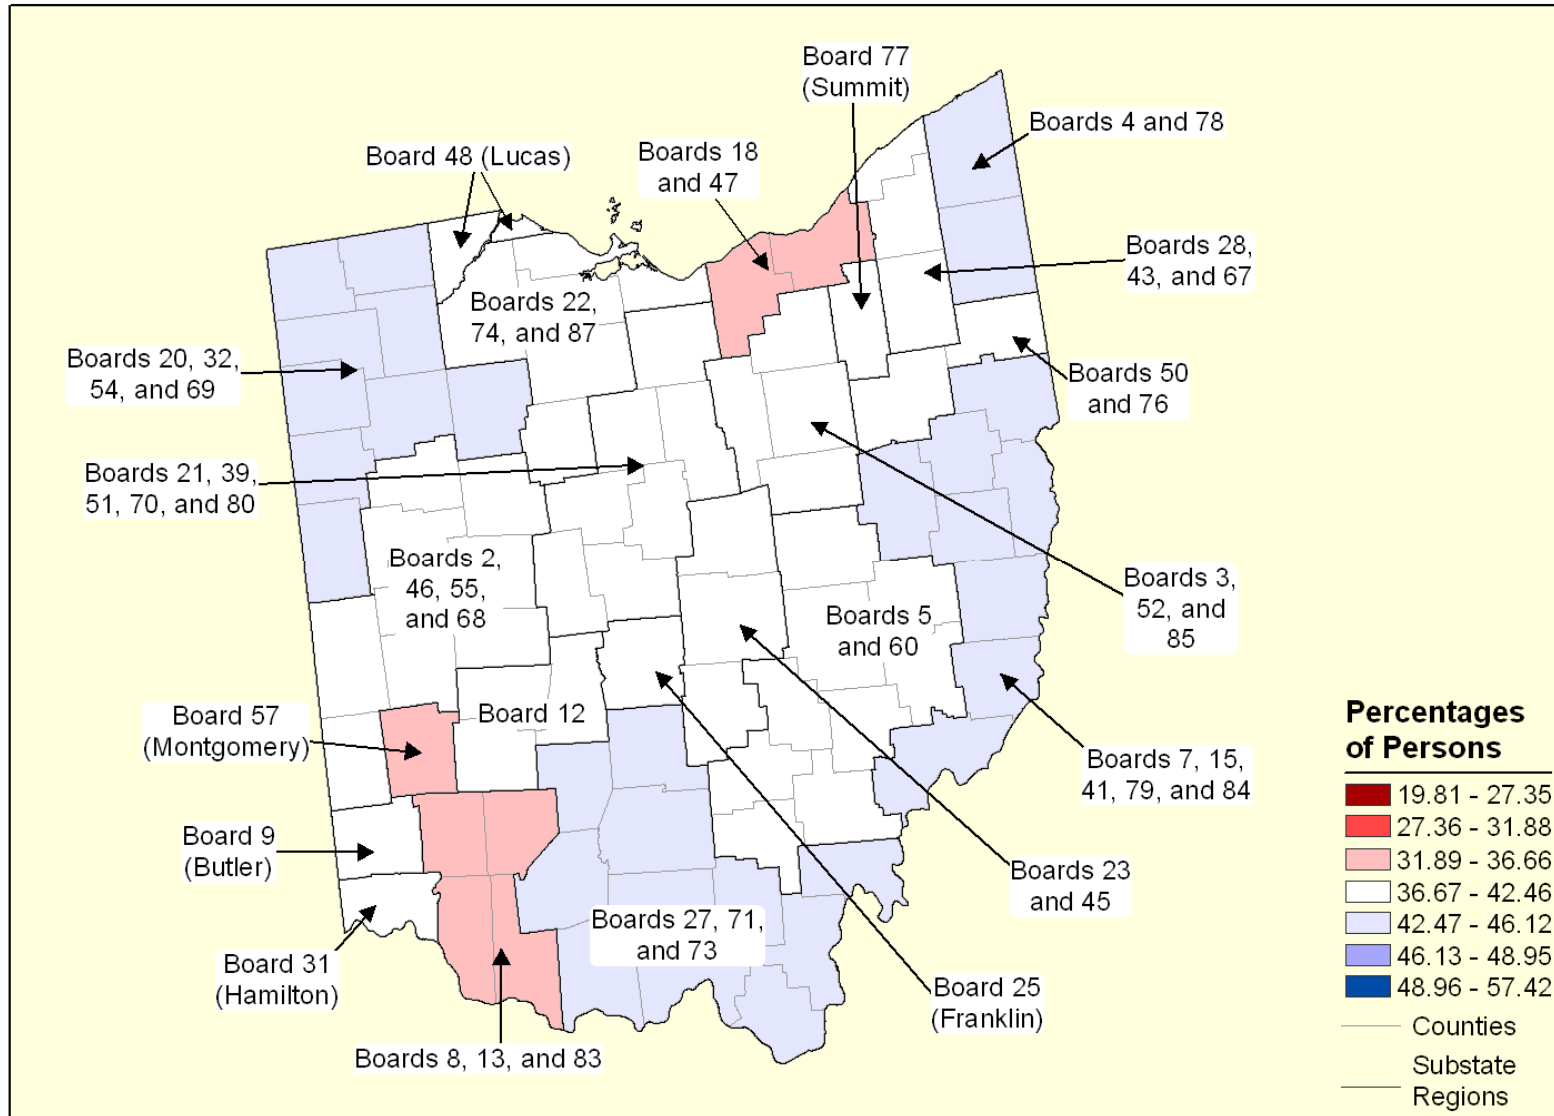 Board 77
(Summit)
Boards 4 and 78
Board 48 (Lucas)
Boards 18
and 47
Boards 28,
43, and 67
Boards 22,
74, and 87
Boards 20, 32,
54, and 69
Boards 50
and 76
Boards 21, 39,
51, 70, and 80
Boards 2,
46, 55,
and 68
Boards 3,
52, and
85
Boards 5
and 60
Board 57
(Montgomery)
Board 12
Boards 7, 15,
41, 79, and 84
Board 9
(Butler)
Boards 23
and 45
Boards 27, 71,
and 73
Board 31
(Hamilton)
Board 25
(Franklin)
Boards 8, 13, and 83
Percentages
of Persons
19.81 - 27.35
27.36 - 31.88
31.89 - 36.66
36.67 - 42.46
42.47 - 46.12
46.13 - 48.95
48.96 - 57.42
Counties
Substate
Regions